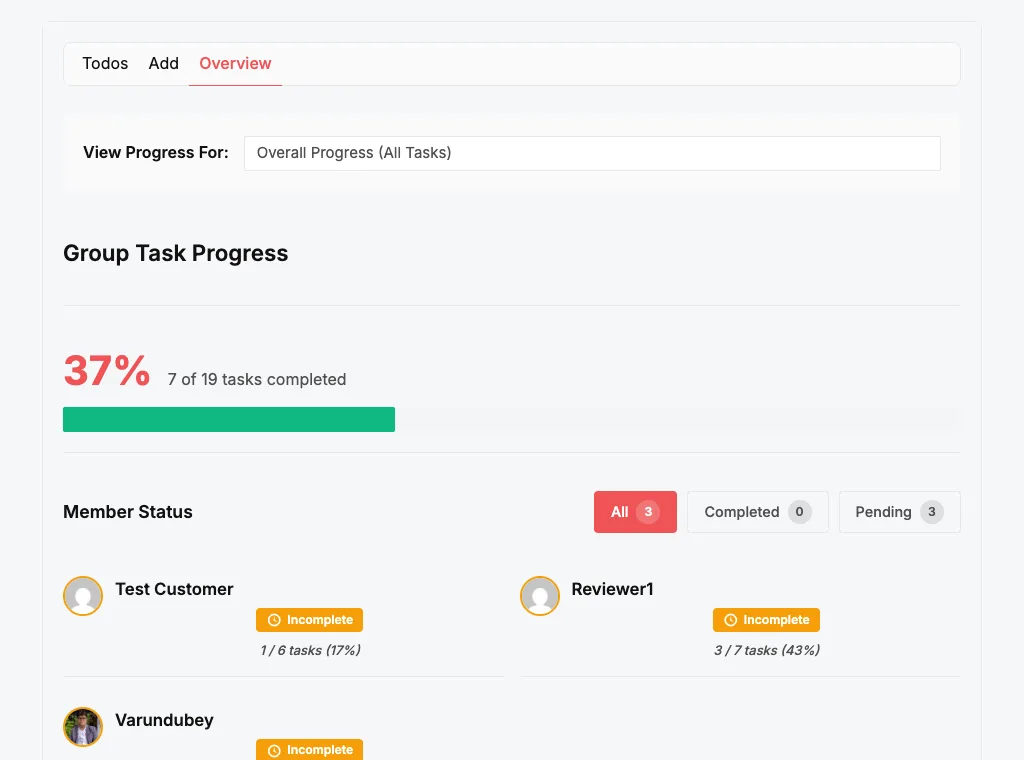 Todos Add Overview
View Progress For: Overall Progress (All Tasks)
Group Task Progress
37% 7 of 19 tasks completed
Member Status All 3 Completed 0 Pending 3
Test Customer
Incomplete
1 / 6 tasks (17%)
Reviewer1
Incomplete
3 / 7 tasks (43%)
Varundubey
Incomplete